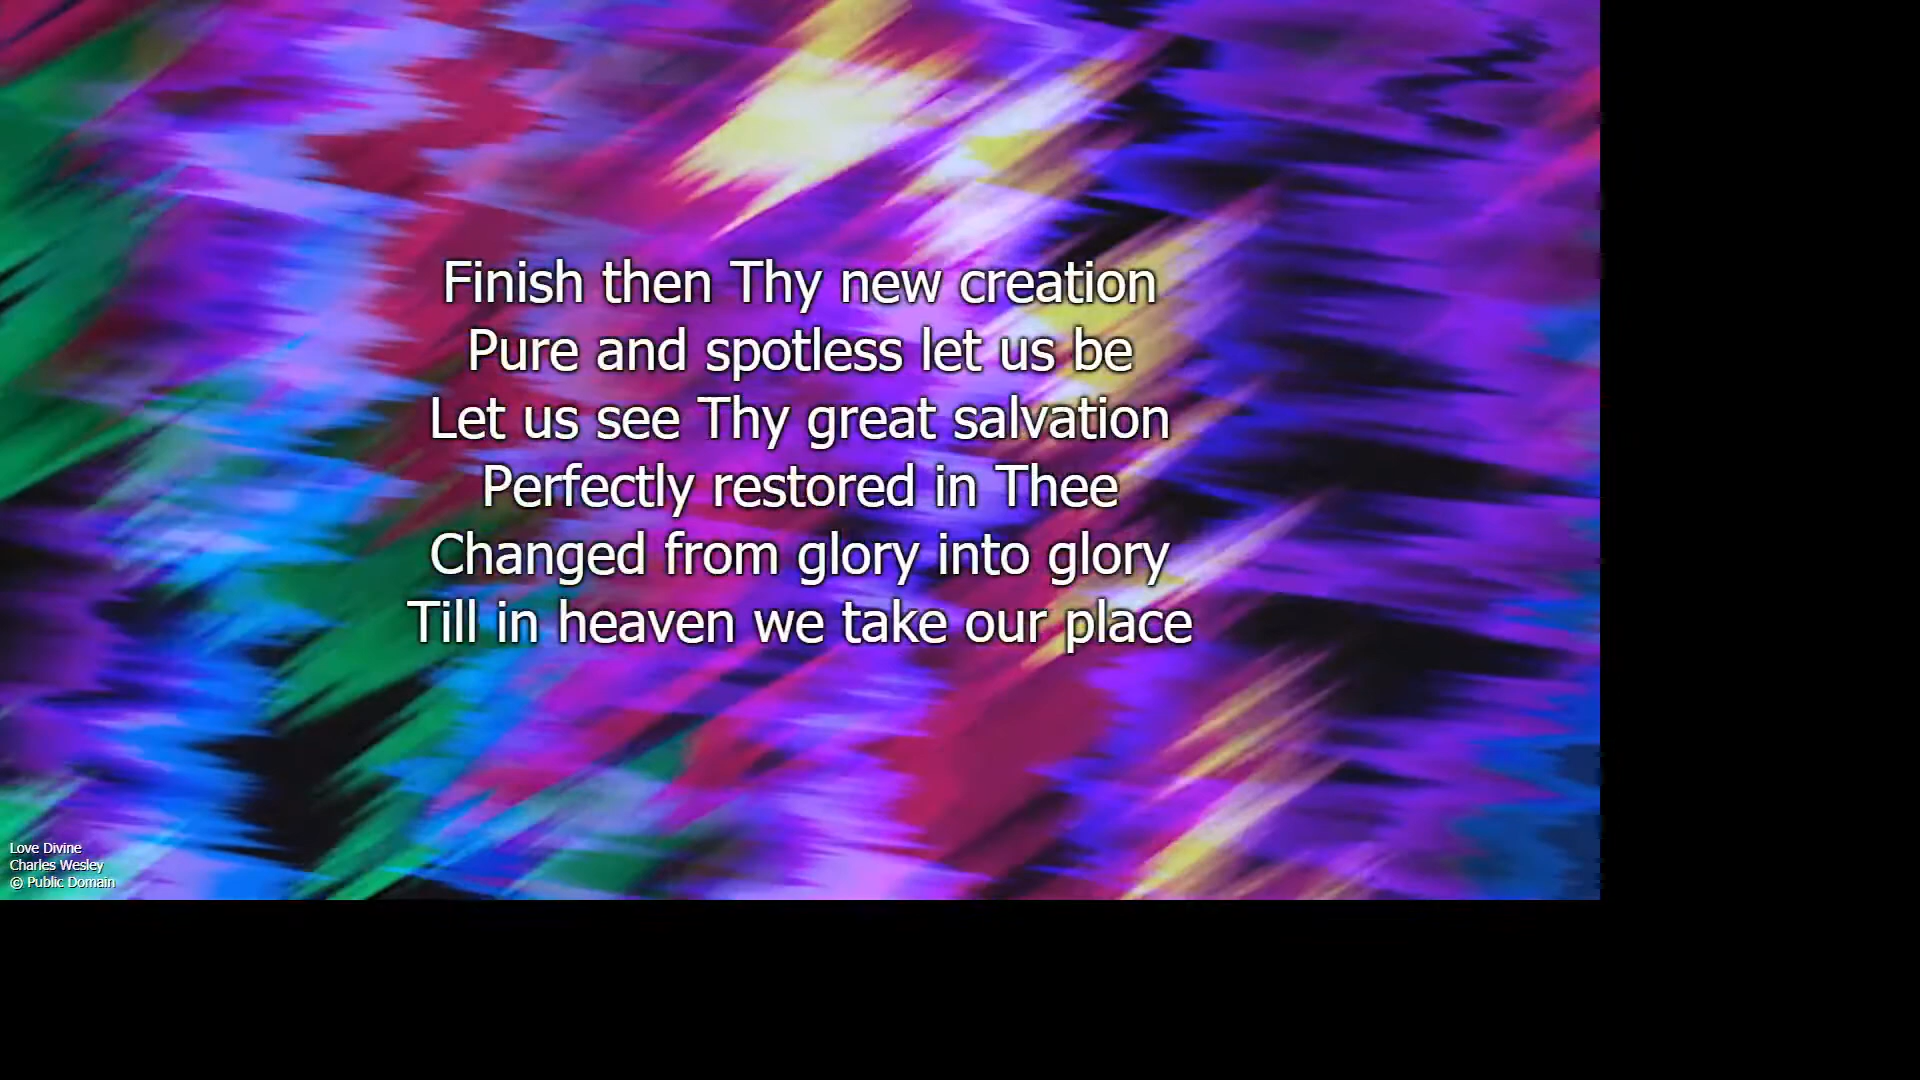 Finish then Thy new creation
Pure and spotless let us be
Let us see Thy great salvation
Perfectly restored in Thee
Changed from glory into glory
Till in heaven we take our place
Love Divine
Charles Wesley
© Public Domain